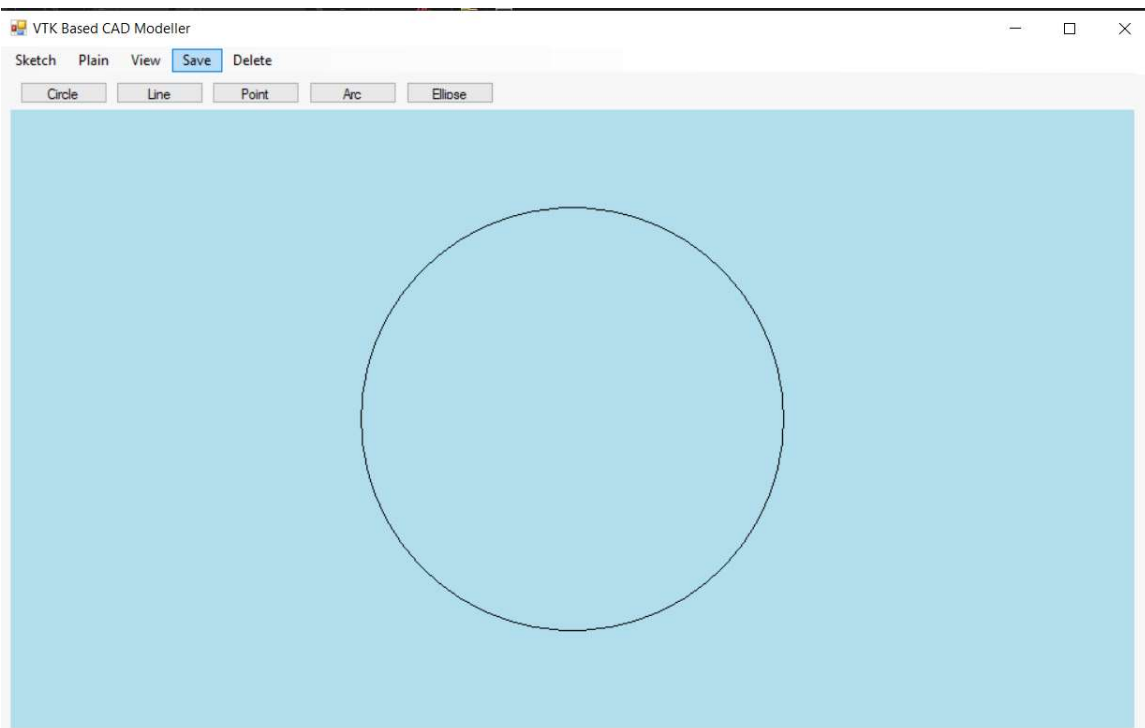 VTK Based CAD Modeller
Sketch Plain View Save Delete
Circle Line Point Arc Ellipse